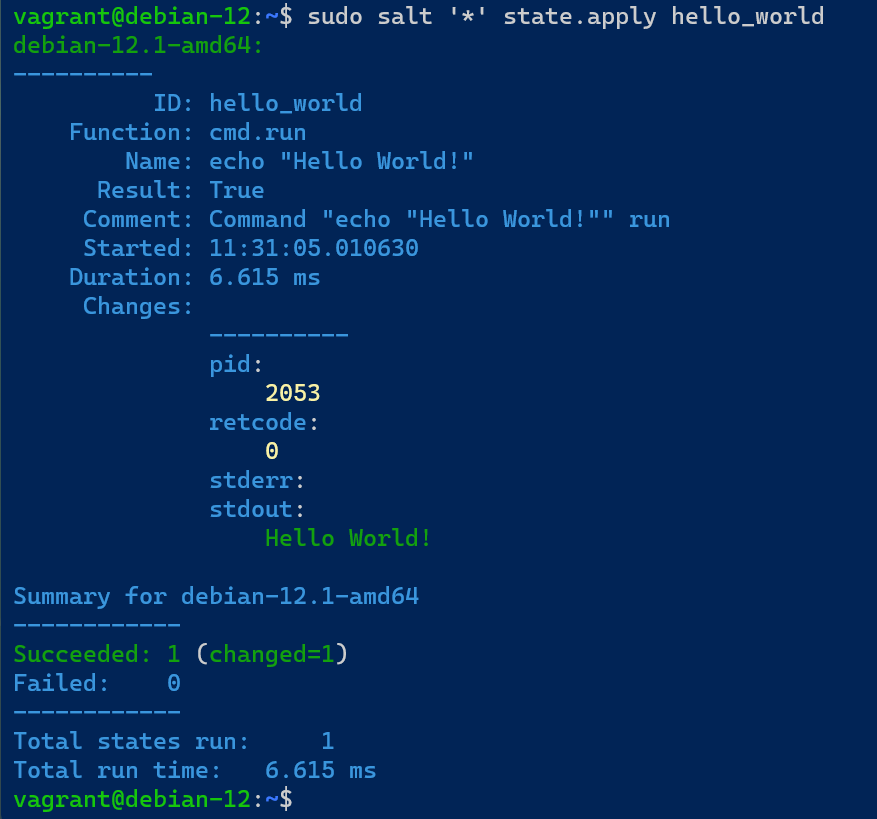 vagrant@debian-12:~$ sudo salt '*' state.apply hello_world
debian-12.1-amd64:
----------
          ID: hello_world
    Function: cmd.run
        Name: echo "Hello World!"
      Result: True
     Comment: Command "echo "Hello World!"" run
     Started: 11:31:05.010630
    Duration: 6.615 ms
     Changes:
              ----------
              pid:
                  2053
              retcode:
                  0
              stderr:
              stdout:
                  Hello World!

Summary for debian-12.1-amd64
------------
Succeeded: 1 (changed=1)
Failed:    0
------------
Total states run:     1
Total run time:   6.615 ms
vagrant@debian-12:~$